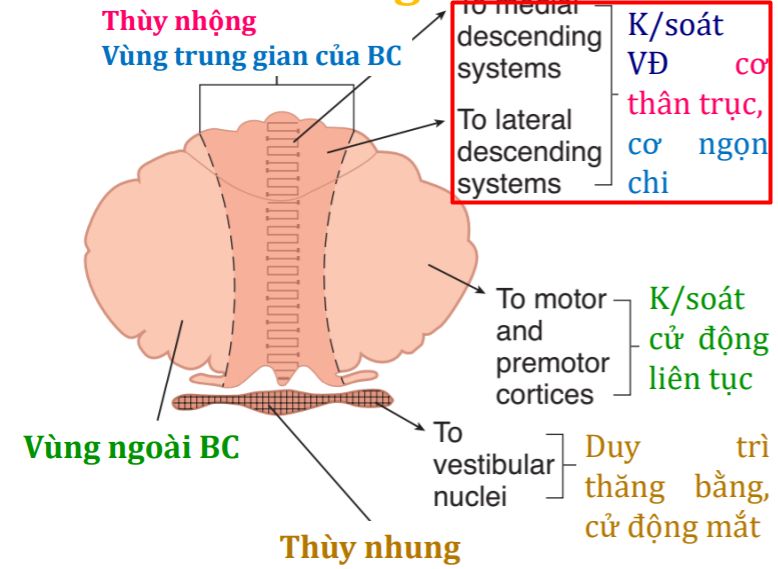 Thùy nhộng
Vùng trung gian của BC
To medial
descending
systems
To lateral
descending
systems
K/soát
VĐ cơ
thân trục,
cơ ngọn
chi
To motor
and
premotor
cortices
K/soát
cử động
liên tục
Vùng ngoài BC
To
vestibular
nuclei
Duy trì
thăng bằng,
cử động mắt
Thùy nhung